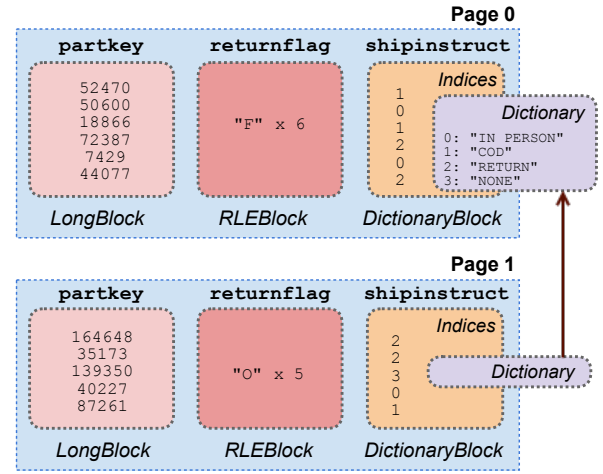 Page 0
partkey returnflag shipinstruct
Indices
52470
50600
18866
72387
7429
44077
"F" x 6
1
0
1
2
0
2
Dictionary
0: "IN PERSON"
1: "COD"
2: "RETURN"
3: "NONE"
LongBlock RLEBlock DictionaryBlock
Page 1
partkey returnflag shipinstruct
Indices
164648
35173
139350
40227
87261
"O" x 5
2
2
3
0
1
Dictionary
LongBlock RLEBlock DictionaryBlock